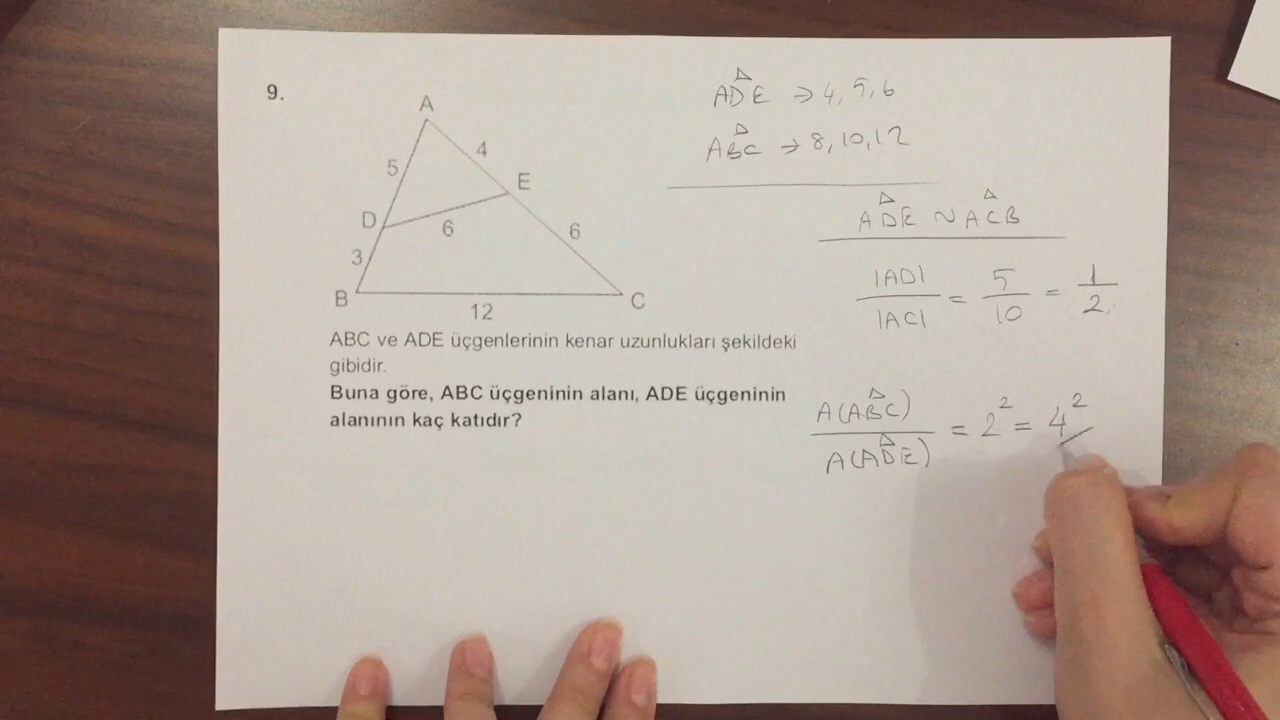 9.
A
5
4
E
D
6
6
3
B
C
12
ABC ve ADE üçgenlerinin kenar uzunlukları şekildeki
gibidir.
Buna göre, ABC üçgeninin alanı, ADE üçgeninin
alanının kaç katıdır?
ADE → 4, 5, 6
ABC → 8, 10, 12
ADE ~ ACB
|AD| / |AC| = 5/10 = 1/2
A(ABC) / A(ADE) = 2² = 4²